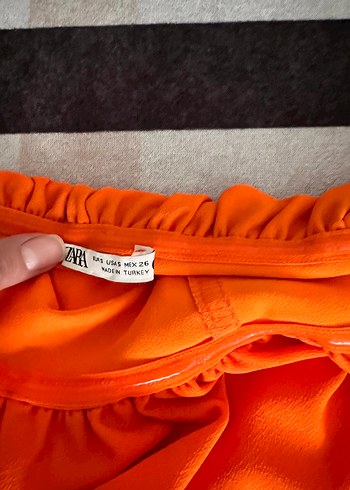 ZARA
EUR S USA S MEX 26
MADE IN TURKEY